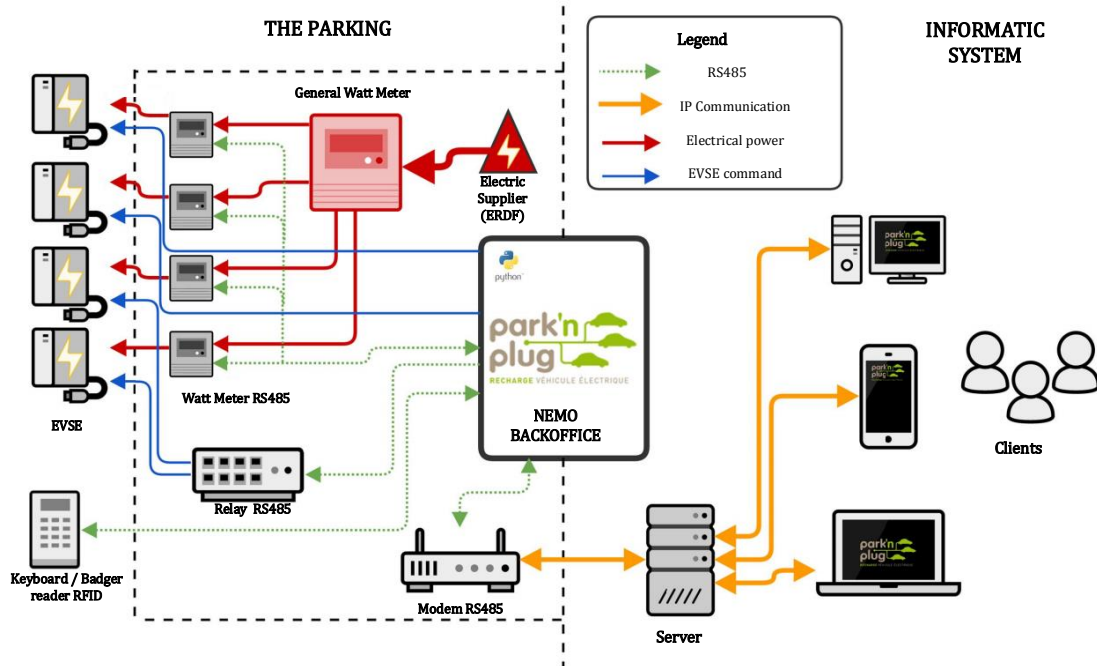 THE PARKING
INFORMATIC
SYSTEM
Legend
RS485
IP Communication
Electrical power
EVSE command
General Watt Meter
Electric
Supplier
(ERDF)
python
park'n
plug
RECHARGE VÉHICULE ÉLECTRIQUE
NEMO
BACKOFFICE
Watt Meter RS485
EVSE
Relay RS485
Keyboard / Badger
reader RFID
Modem RS485
Server
park'n
plug
park'n
plug
Clients
park'n
plug